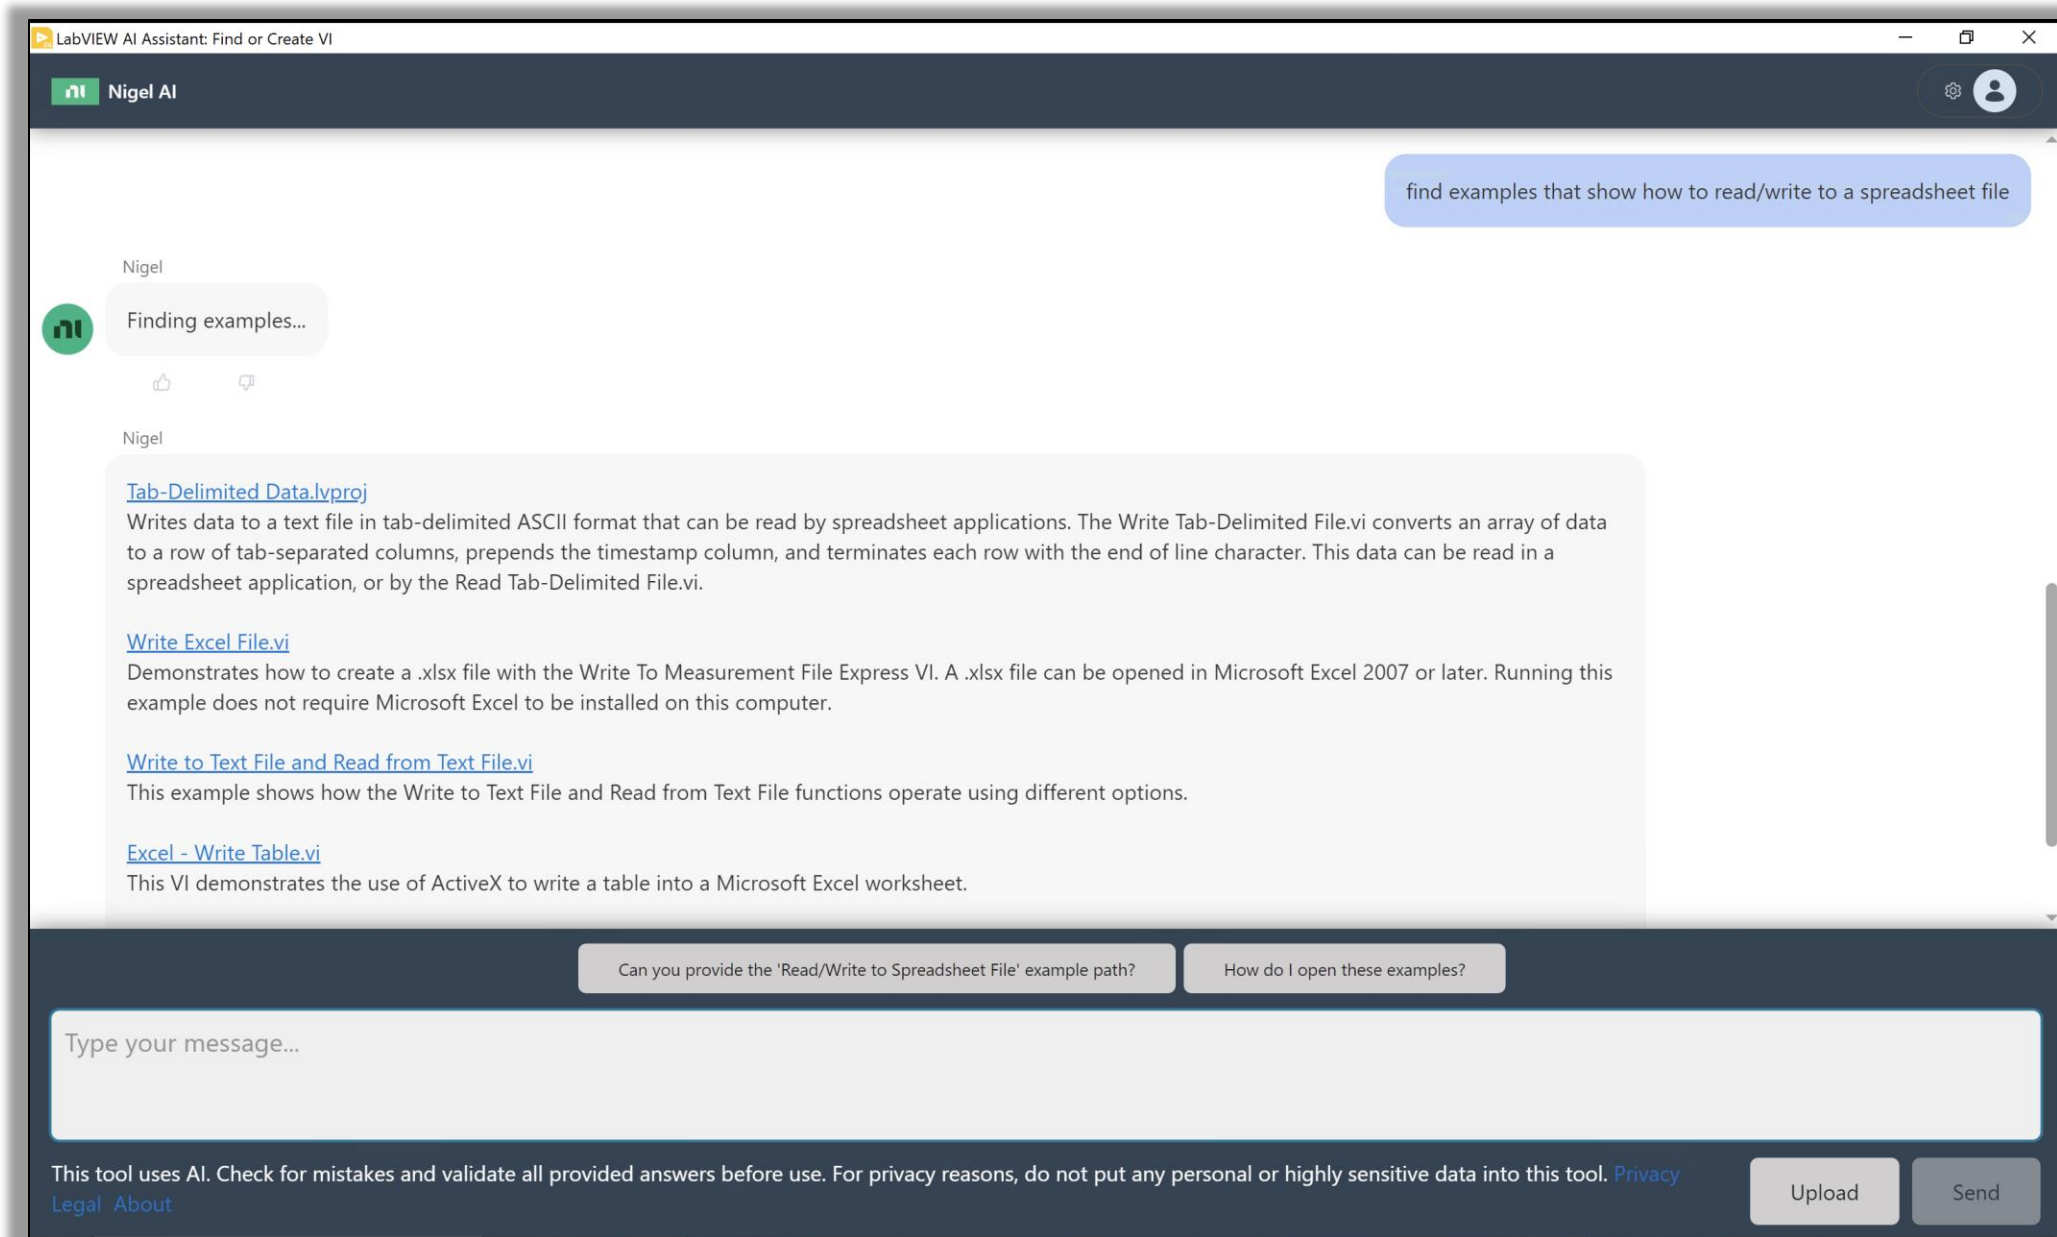 LabVIEW AI Assistant: Find or Create VI
Nigel AI
find examples that show how to read/write to a spreadsheet file
Nigel
Finding examples...
Nigel
Tab-Delimited Data.lvproj
Writes data to a text file in tab-delimited ASCII format that can be read by spreadsheet applications. The Write Tab-Delimited File.vi converts an array of data
to a row of tab-separated columns, prepends the timestamp column, and terminates each row with the end of line character. This data can be read in a
spreadsheet application, or by the Read Tab-Delimited File.vi.
Write Excel File.vi
Demonstrates how to create a .xlsx file with the Write To Measurement File Express VI. A .xlsx file can be opened in Microsoft Excel 2007 or later. Running this
example does not require Microsoft Excel to be installed on this computer.
Write to Text File and Read from Text File.vi
This example shows how the Write to Text File and Read from Text File functions operate using different options.
Excel - Write Table.vi
This VI demonstrates the use of ActiveX to write a table into a Microsoft Excel worksheet.
Can you provide the 'Read/Write to Spreadsheet File' example path?
How do I open these examples?
Type your message...
This tool uses AI. Check for mistakes and validate all provided answers before use. For privacy reasons, do not put any personal or highly sensitive data into this tool. Privacy
Legal About
Upload
Send